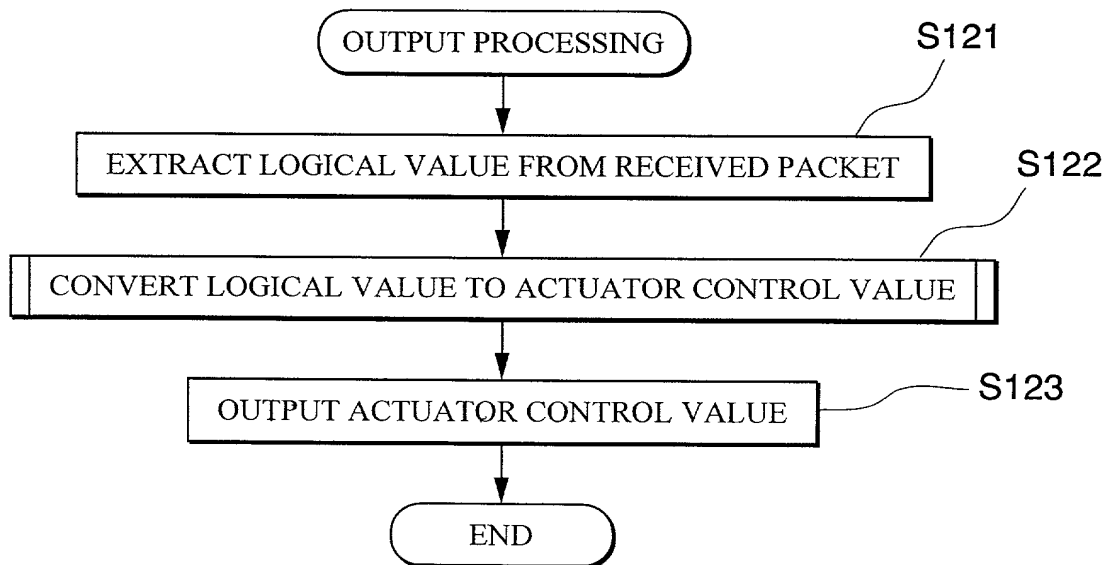 OUTPUT PROCESSING
S121
EXTRACT LOGICAL VALUE FROM RECEIVED PACKET
S122
CONVERT LOGICAL VALUE TO ACTUATOR CONTROL VALUE
S123
OUTPUT ACTUATOR CONTROL VALUE
END